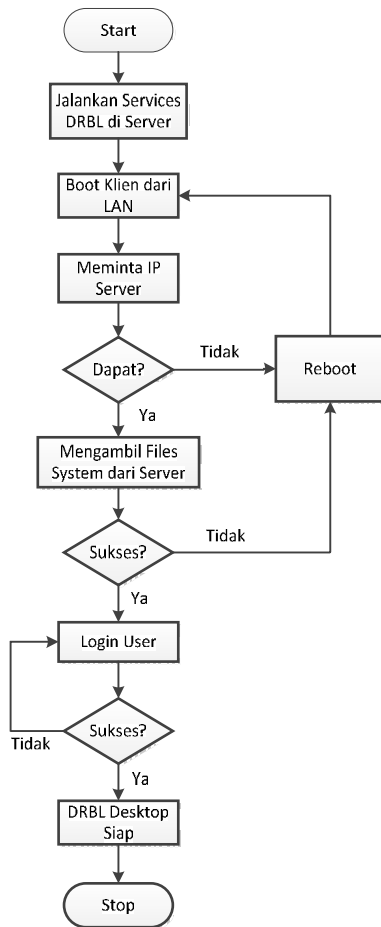 Start
Jalankan Services
DRBL di Server
Boot Klien dari
LAN
Meminta IP
Server
Dapat?
Tidak
Reboot
Ya
Mengambil Files
System dari Server
Sukses?
Tidak
Ya
Login User
Sukses?
Tidak
Ya
DRBL Desktop
Siap
Stop